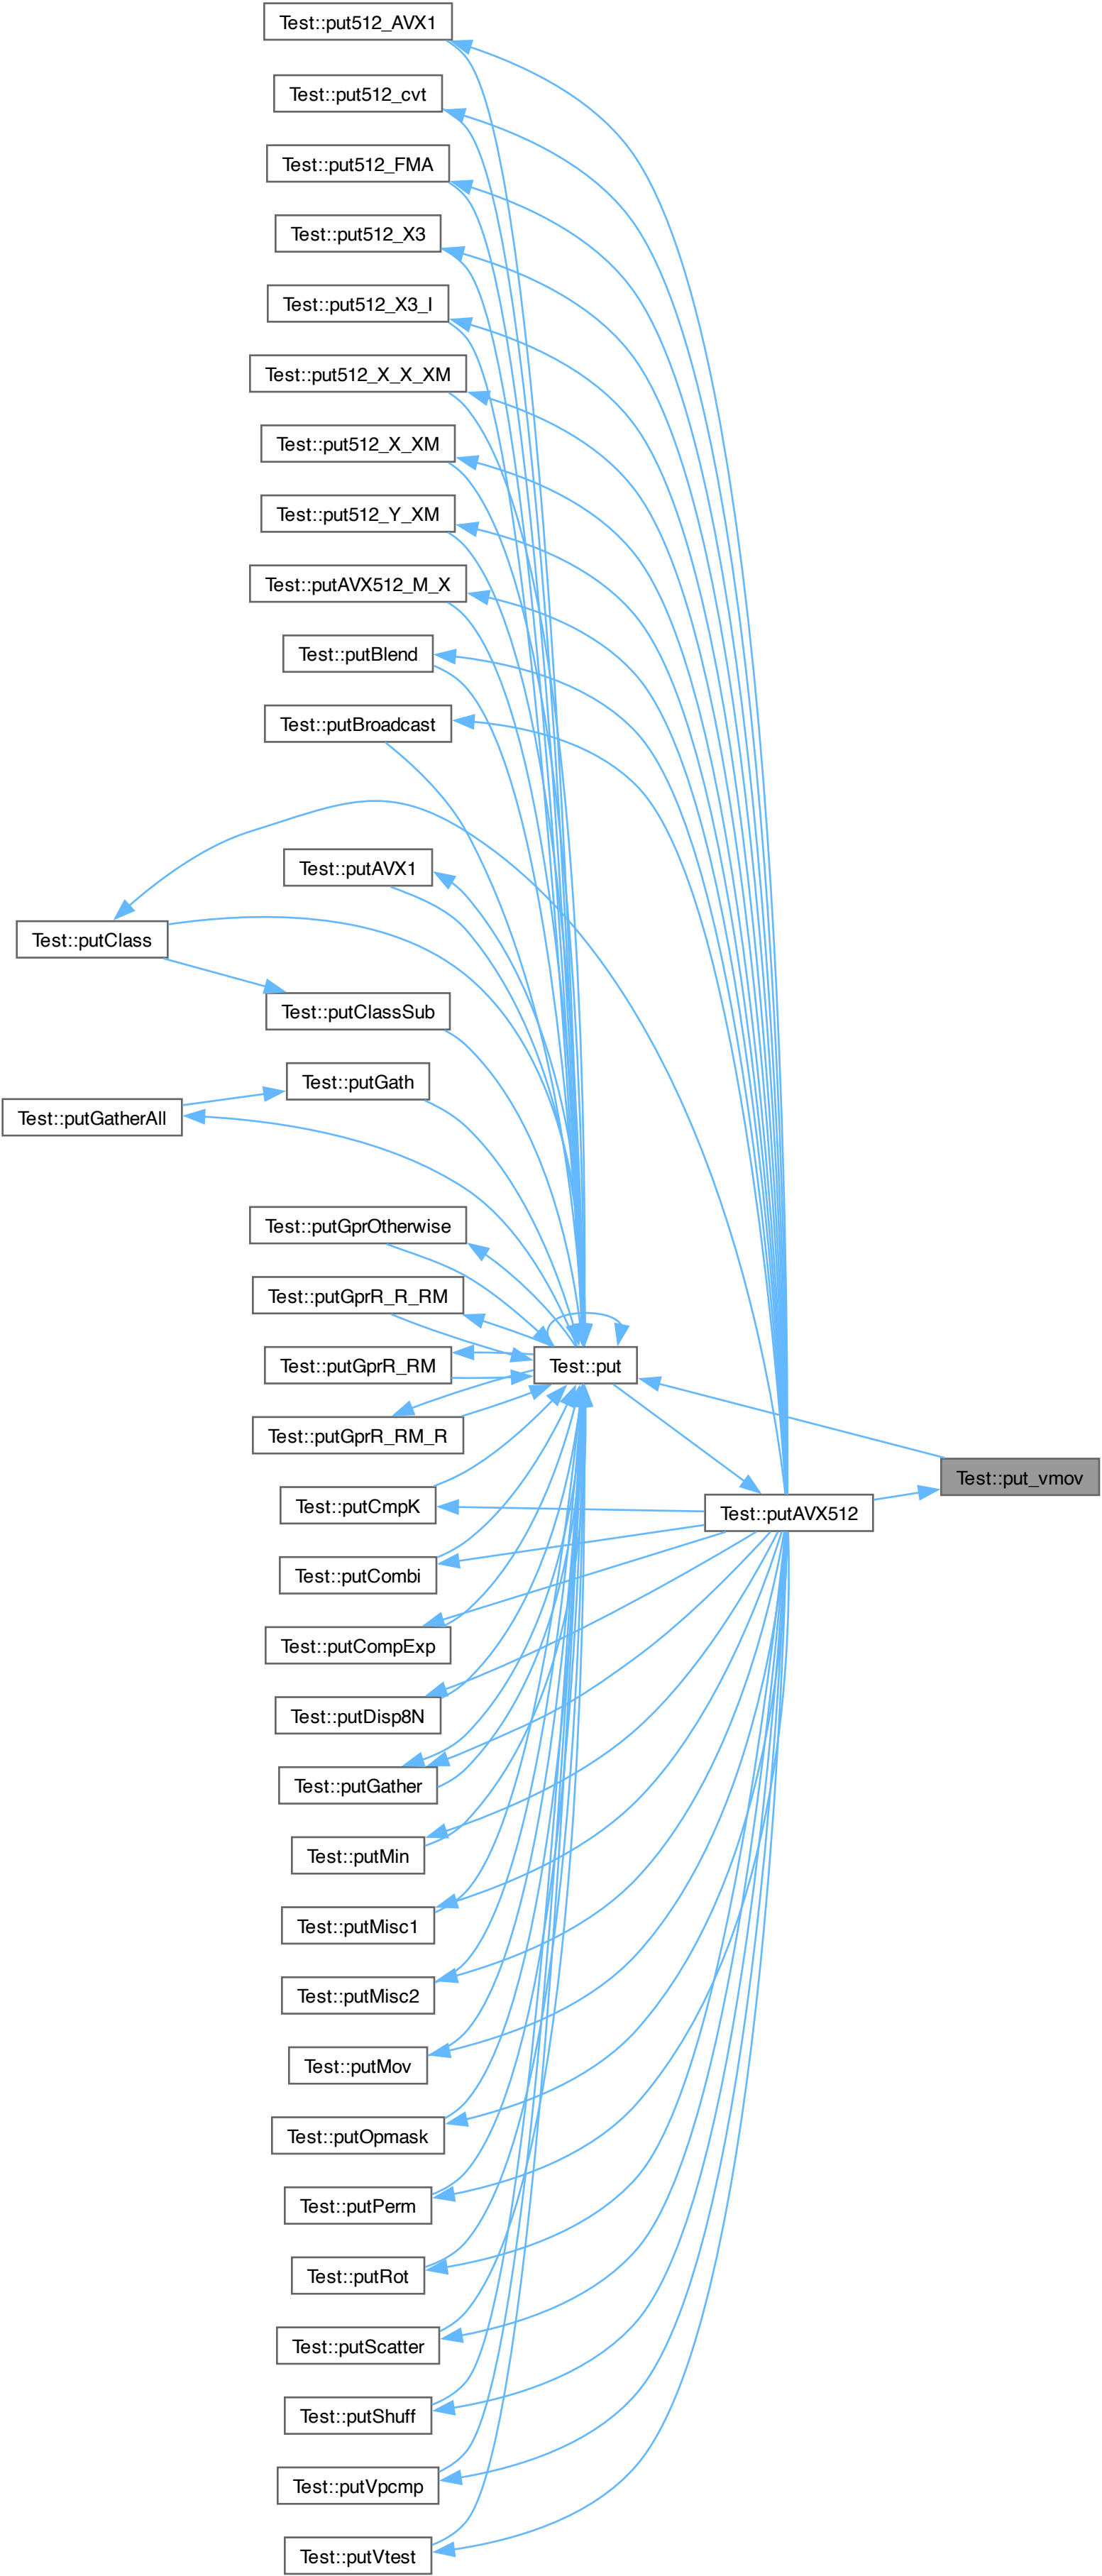 Test::put512_AVX1
Test::put512_cvt
Test::put512_FMA
Test::put512_X3
Test::put512_X3_I
Test::put512_X_X_XM
Test::put512_X_XM
Test::put512_Y_XM
Test::putAVX512_M_X
Test::putBlend
Test::putBroadcast
Test::putAVX1
Test::putClass
Test::putClassSub
Test::putGath
Test::putGatherAll
Test::putGprOtherwise
Test::putGprR_R_RM
Test::putGprR_RM
Test::put
Test::putGprR_RM_R
Test::put_vmov
Test::putCmpK
Test::putAVX512
Test::putCombi
Test::putCompExp
Test::putDisp8N
Test::putGather
Test::putMin
Test::putMisc1
Test::putMisc2
Test::putMov
Test::putOpmask
Test::putPerm
Test::putRot
Test::putScatter
Test::putShuff
Test::putVpcmp
Test::putVtest